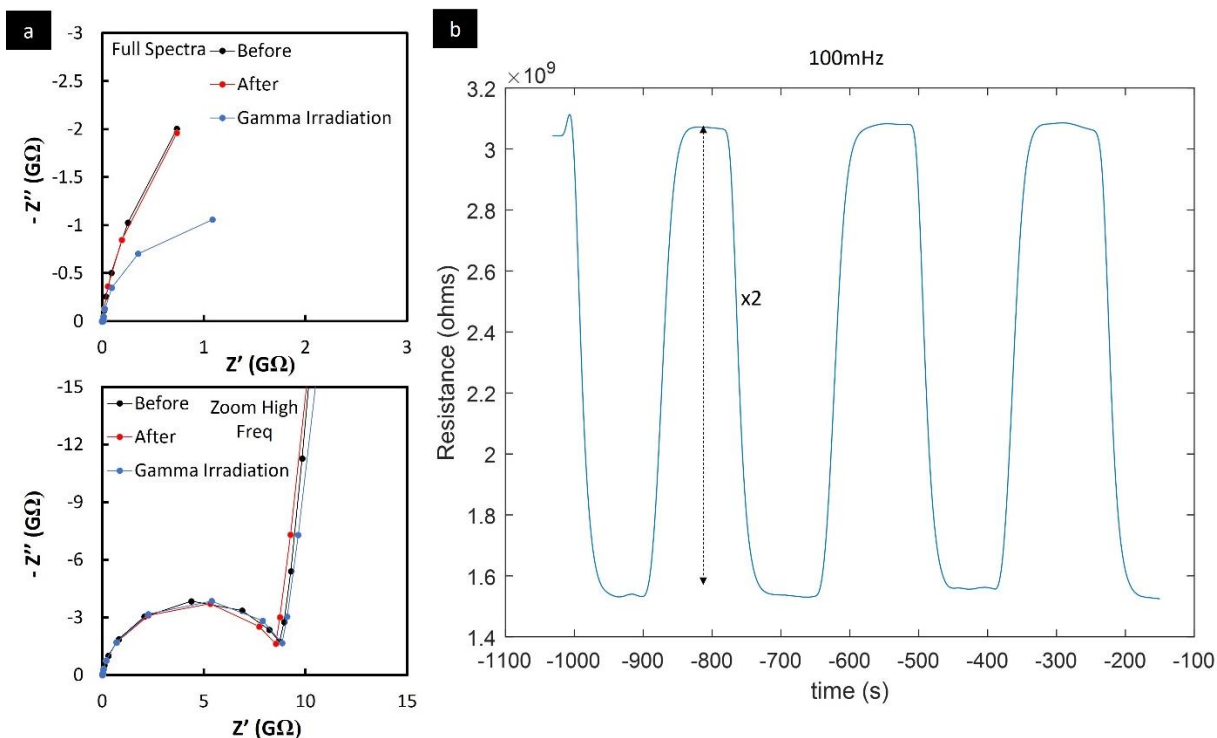 a
-3
Full Spectra
Before
-2.5
After
-2
Gamma Irradiation
-1.5
-1
-0.5
0
0 1 2 3
- Z'' (GΩ)
Z' (GΩ)
-15
Before
Zoom High
Freq
-12
After
Gamma Irradiation
-9
-6
-3
0
0 5 10 15
- Z'' (GΩ)
Z' (GΩ)
b
100mHz
×10⁹
3.2
3
2.8
2.6
2.4
2.2
2
1.8
1.6
1.4
x2
Resistance (ohms)
-1100 -1000 -900 -800 -700 -600 -500 -400 -300 -200 -100
time (s)